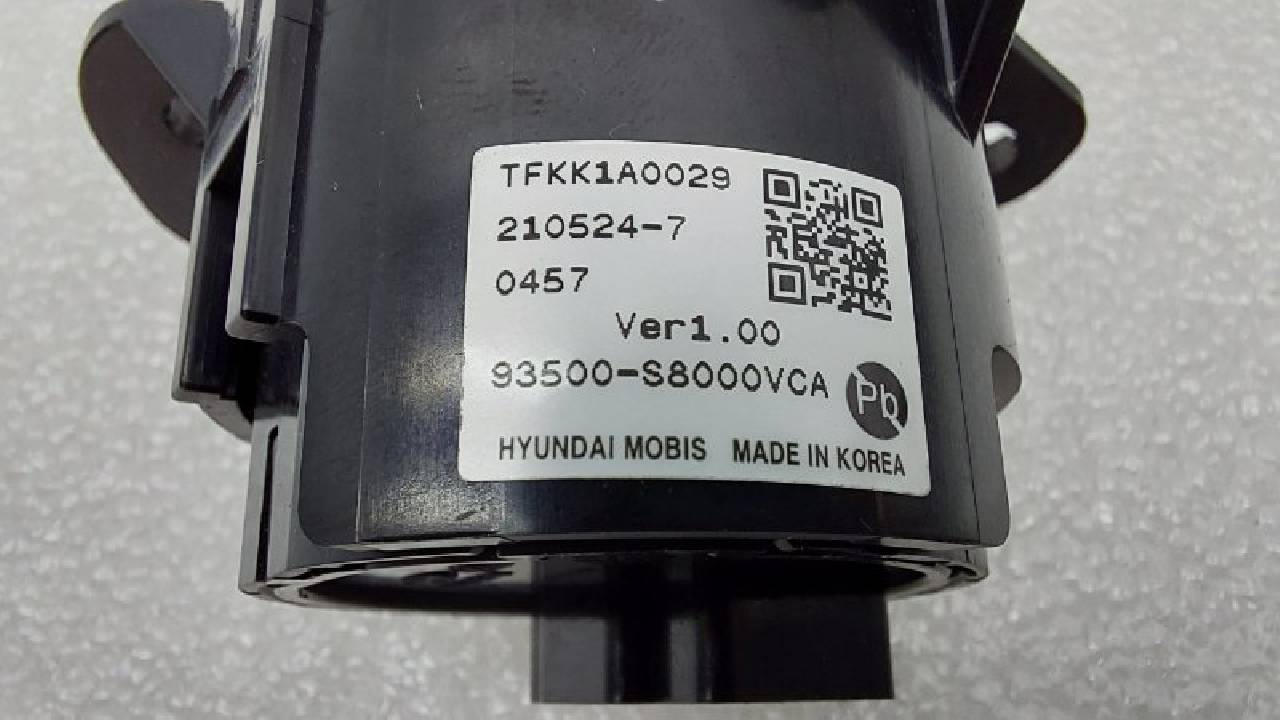 TFKK1A0029
210524-7
0457
Ver1.00
93500-S8000VCA
Pb
HYUNDAI MOBIS MADE IN KOREA